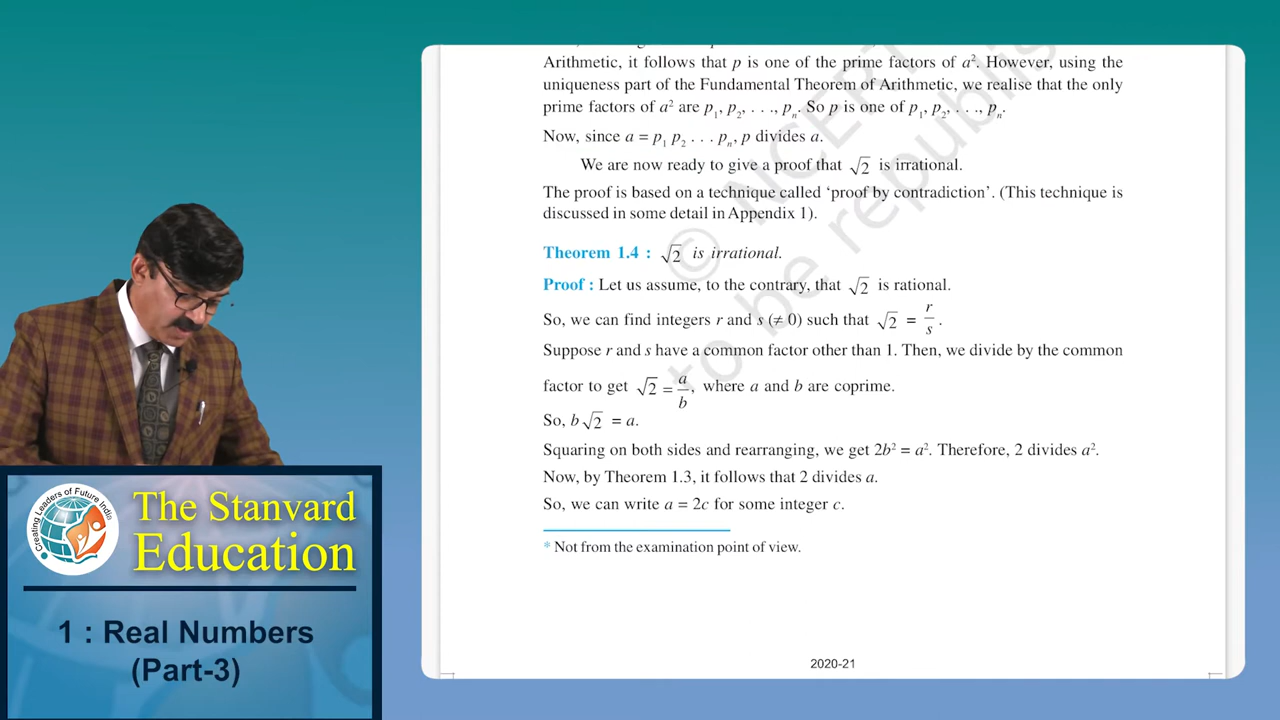 Arithmetic, it follows that p is one of the prime factors of a². However, using the
uniqueness part of the Fundamental Theorem of Arithmetic, we realise that the only
prime factors of a² are p₁, p₂, . . ., pₙ. So p is one of p₁, p₂, . . ., pₙ.
Now, since a = p₁ p₂ . . . pₙ, p divides a.
We are now ready to give a proof that √2 is irrational.
The proof is based on a technique called ‘proof by contradiction’. (This technique is
discussed in some detail in Appendix 1).
Theorem 1.4 : √2 is irrational.
Proof : Let us assume, to the contrary, that √2 is rational.
So, we can find integers r and s (≠ 0) such that √2 = r/s.
Suppose r and s have a common factor other than 1. Then, we divide by the common
factor to get √2 = a/b, where a and b are coprime.
So, b√2 = a.
Squaring on both sides and rearranging, we get 2b² = a². Therefore, 2 divides a².
Now, by Theorem 1.3, it follows that 2 divides a.
So, we can write a = 2c for some integer c.
* Not from the examination point of view.
2020-21
© NCERT
to be republis
Creating Leaders of Future India
The Stanvard
Education
1 : Real Numbers
(Part-3)